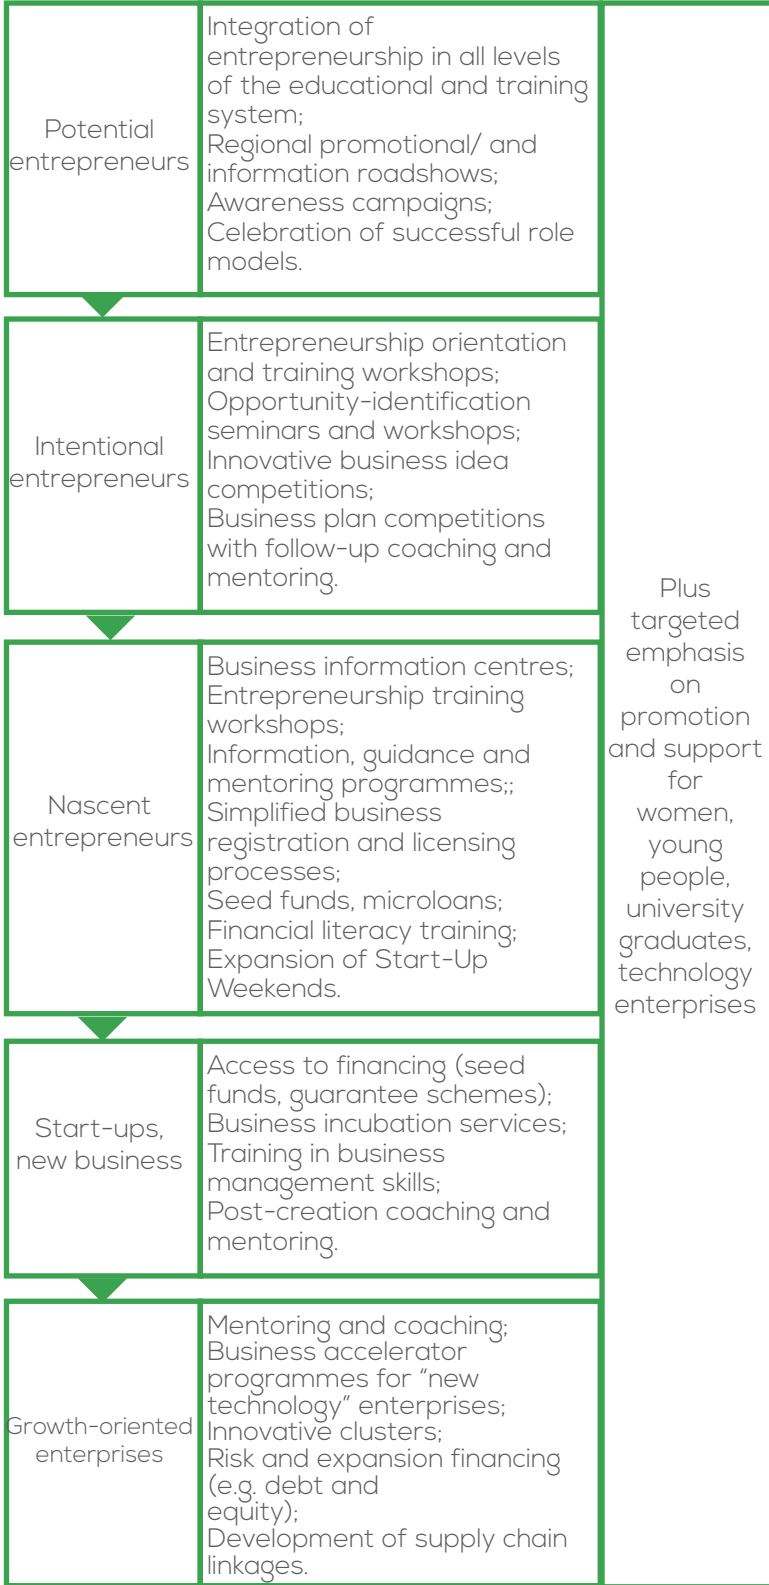 Potential
entrepreneurs
Integration of
entrepreneurship in all levels
of the educational and training
system;
Regional promotional/ and
information roadshows;
Awareness campaigns;
Celebration of successful role
models.
Intentional
entrepreneurs
Entrepreneurship orientation
and training workshops;
Opportunity-identification
seminars and workshops;
Innovative business idea
competitions;
Business plan competitions
with follow-up coaching and
mentoring.
Nascent
entrepreneurs
Business information centres;
Entrepreneurship training
workshops;
Information, guidance and
mentoring programmes;;
Simplified business
registration and licensing
processes;
Seed funds, microloans;
Financial literacy training;
Expansion of Start-Up
Weekends.
Start-ups,
new business
Access to financing (seed
funds, guarantee schemes);
Business incubation services;
Training in business
management skills;
Post-creation coaching and
mentoring.
Growth-oriented
enterprises
Mentoring and coaching;
Business accelerator
programmes for “new
technology” enterprises;
Innovative clusters;
Risk and expansion financing
(e.g. debt and
equity);
Development of supply chain
linkages.
Plus
targeted
emphasis
on
promotion
and support
for
women,
young
people,
university
graduates,
technology
enterprises